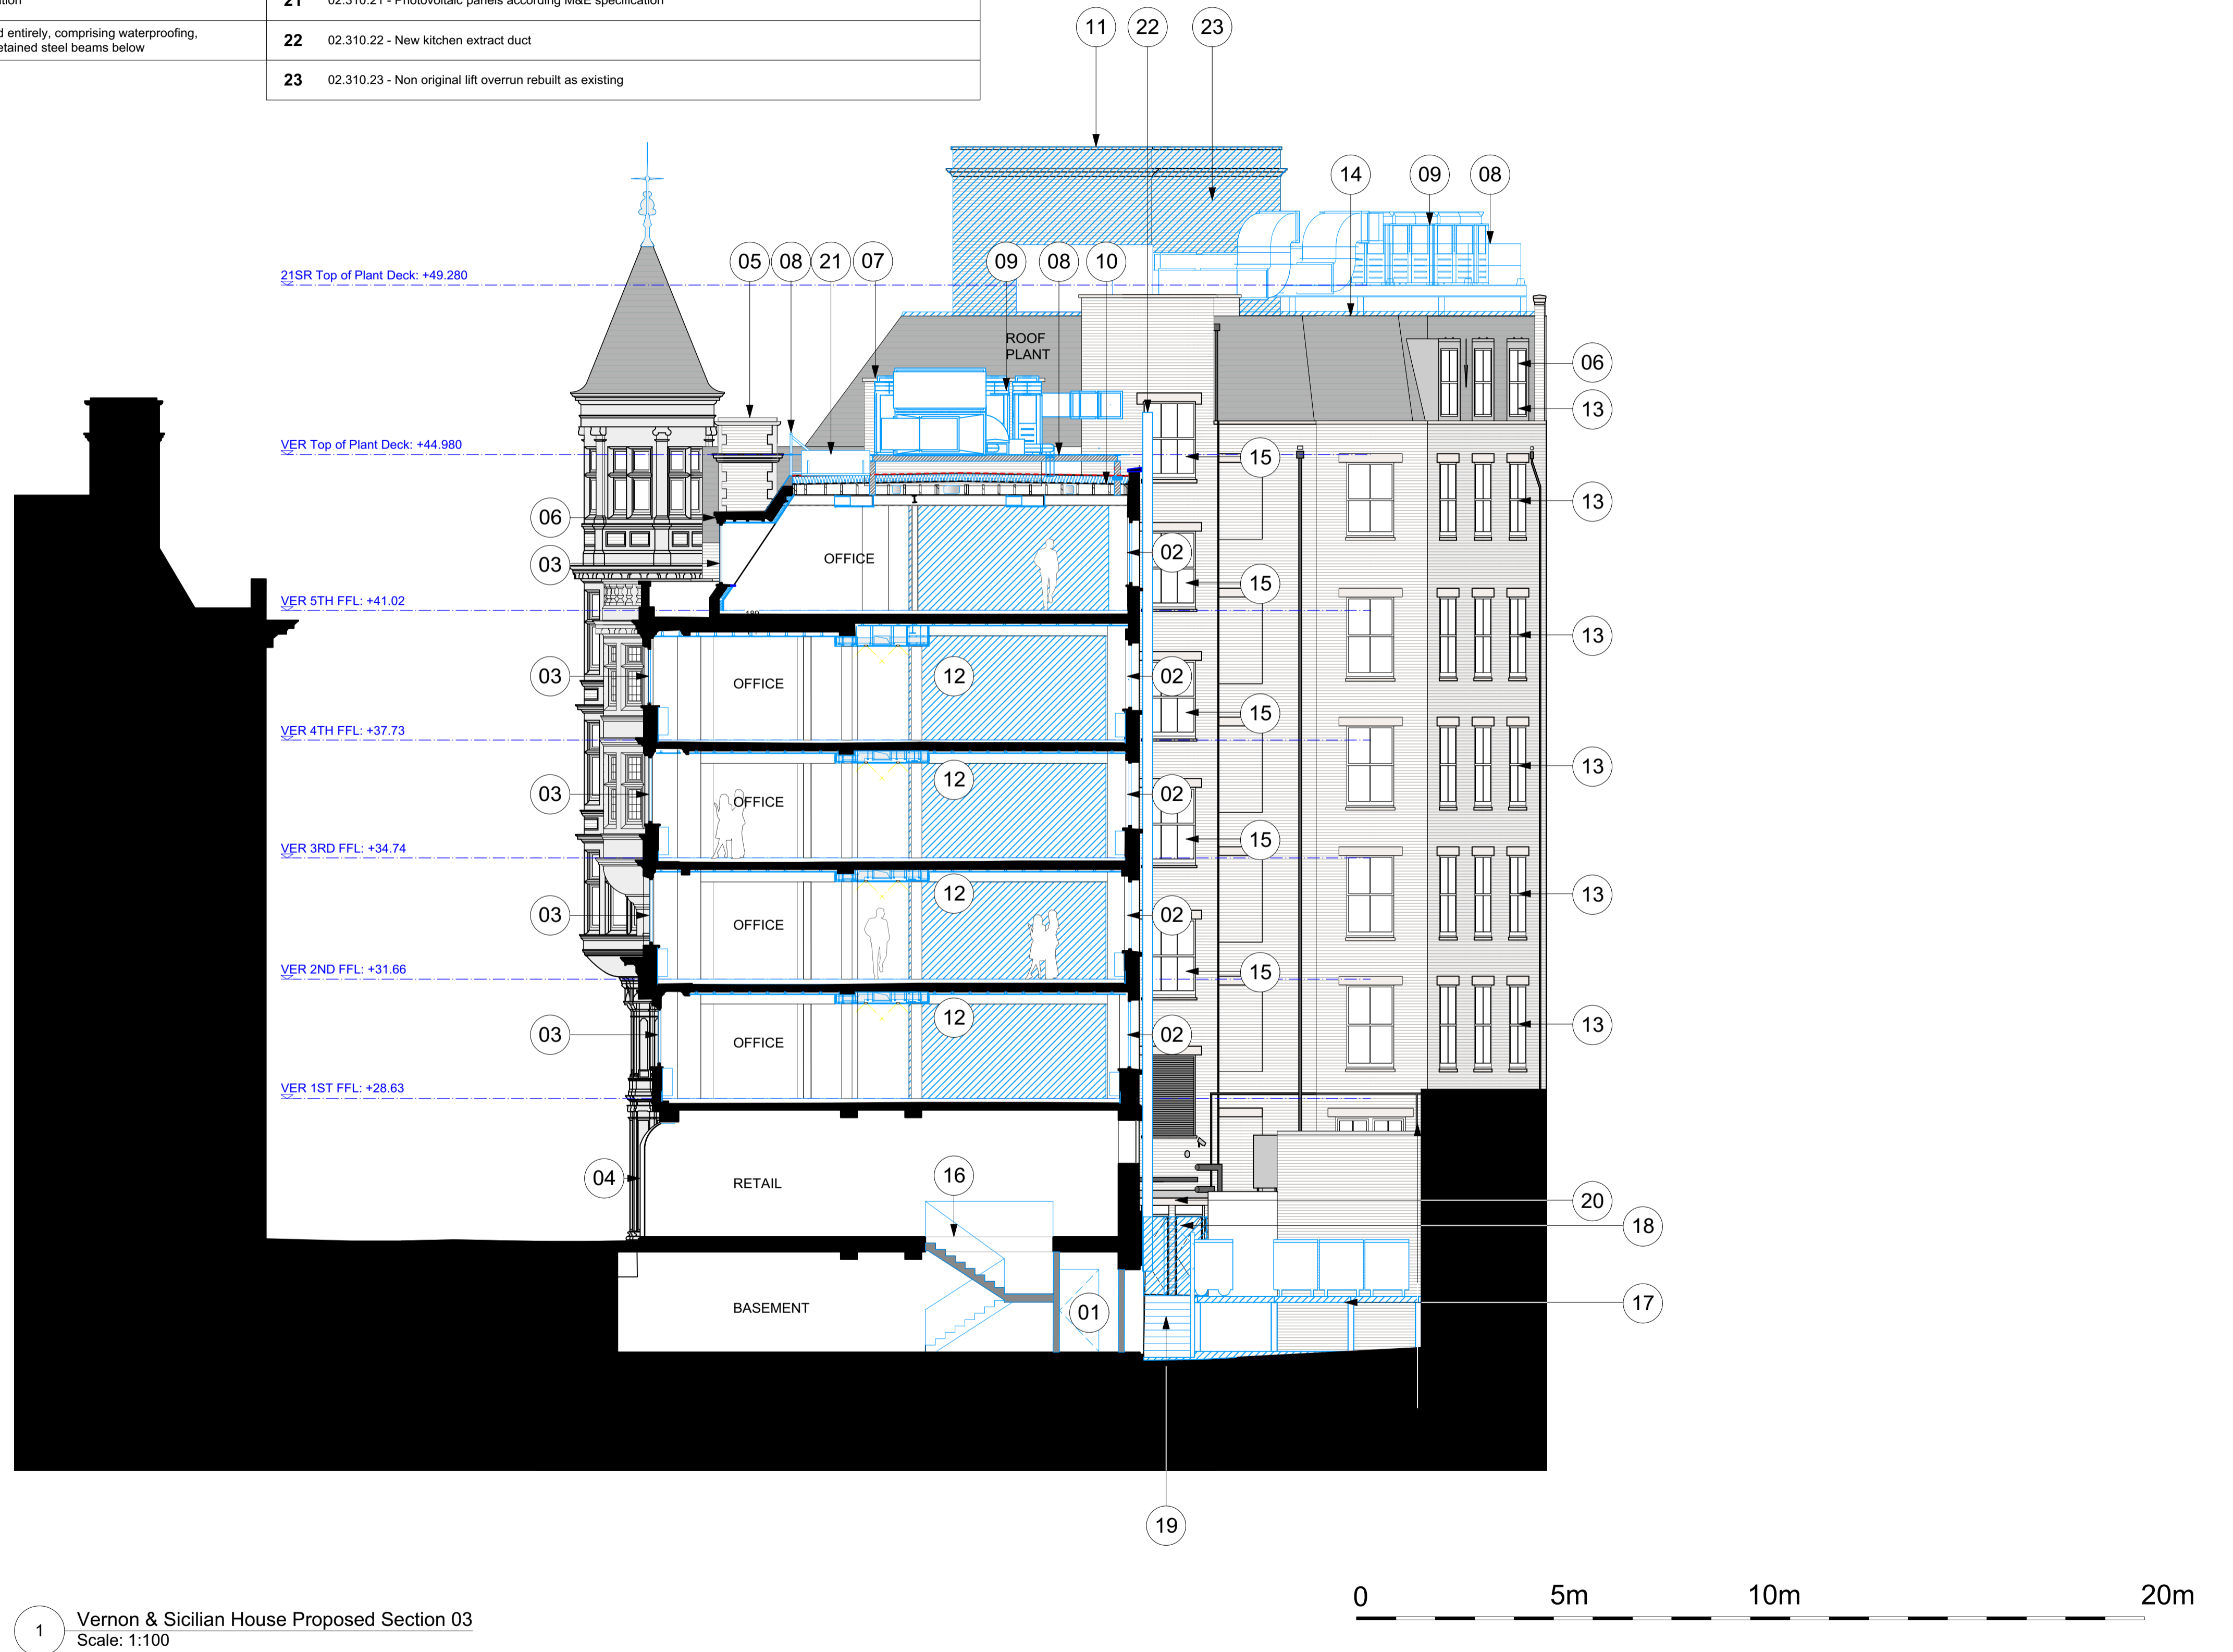 21 02.310.21 - Photovoltaic panels according M&E specification
d entirely, comprising waterproofing,
etained steel beams below
22 02.310.22 - New kitchen extract duct
23 02.310.23 - Non original lift overrun rebuilt as existing
11 22 23
14 09 08
05 08 21 07 09 08 10
21SR Top of Plant Deck: +49.280
ROOF
PLANT
06
13
VER Top of Plant Deck: +44.980
15
13
06
OFFICE
02
03
15
VER 5TH FFL: +41.02
189
13
03
OFFICE
12
02
15
VER 4TH FFL: +37.73
13
03
OFFICE
12
02
15
VER 3RD FFL: +34.74
13
03
OFFICE
12
02
15
VER 2ND FFL: +31.66
13
03
OFFICE
12
02
VER 1ST FFL: +28.63
04
RETAIL
16
20
18
BASEMENT
01
17
19
0 5m 10m 20m
1 Vernon & Sicilian House Proposed Section 03
Scale: 1:100